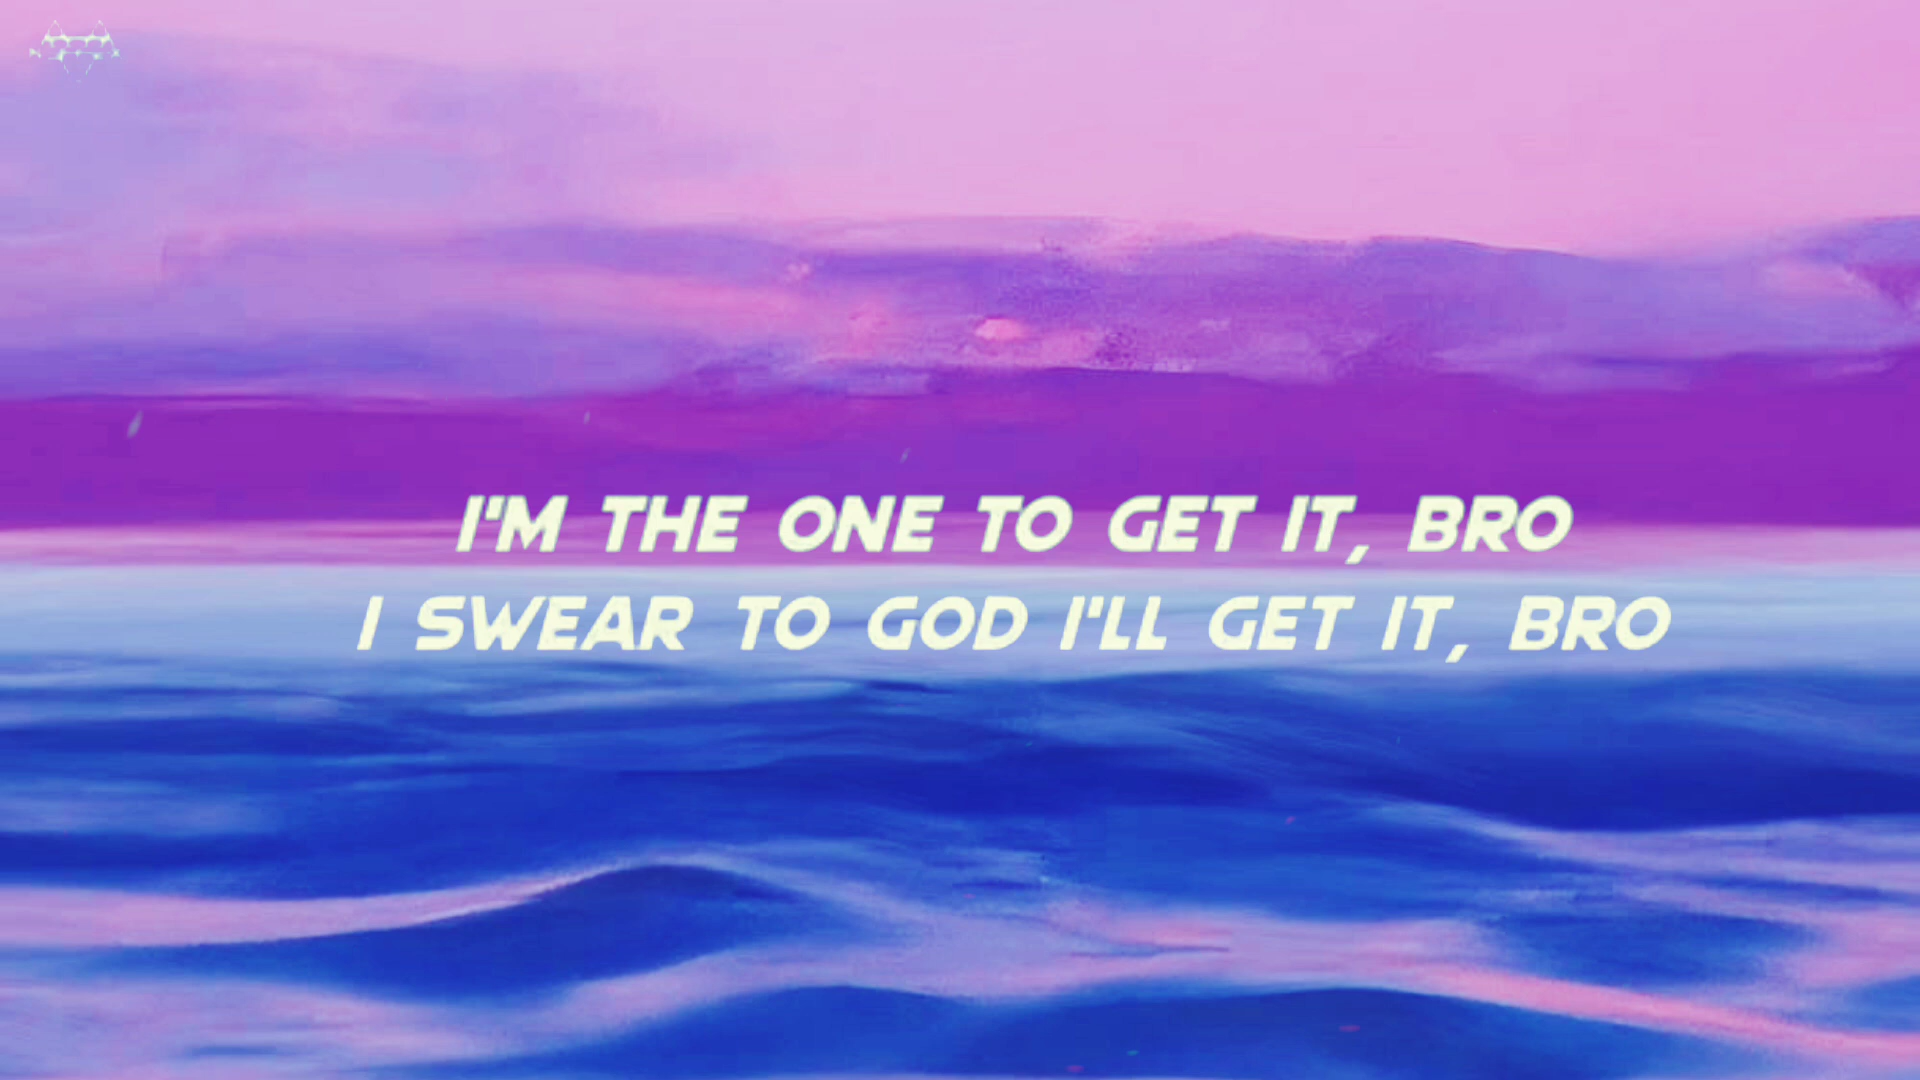 I'M THE ONE TO GET IT, BRO
I SWEAR TO GOD I'LL GET IT, BRO